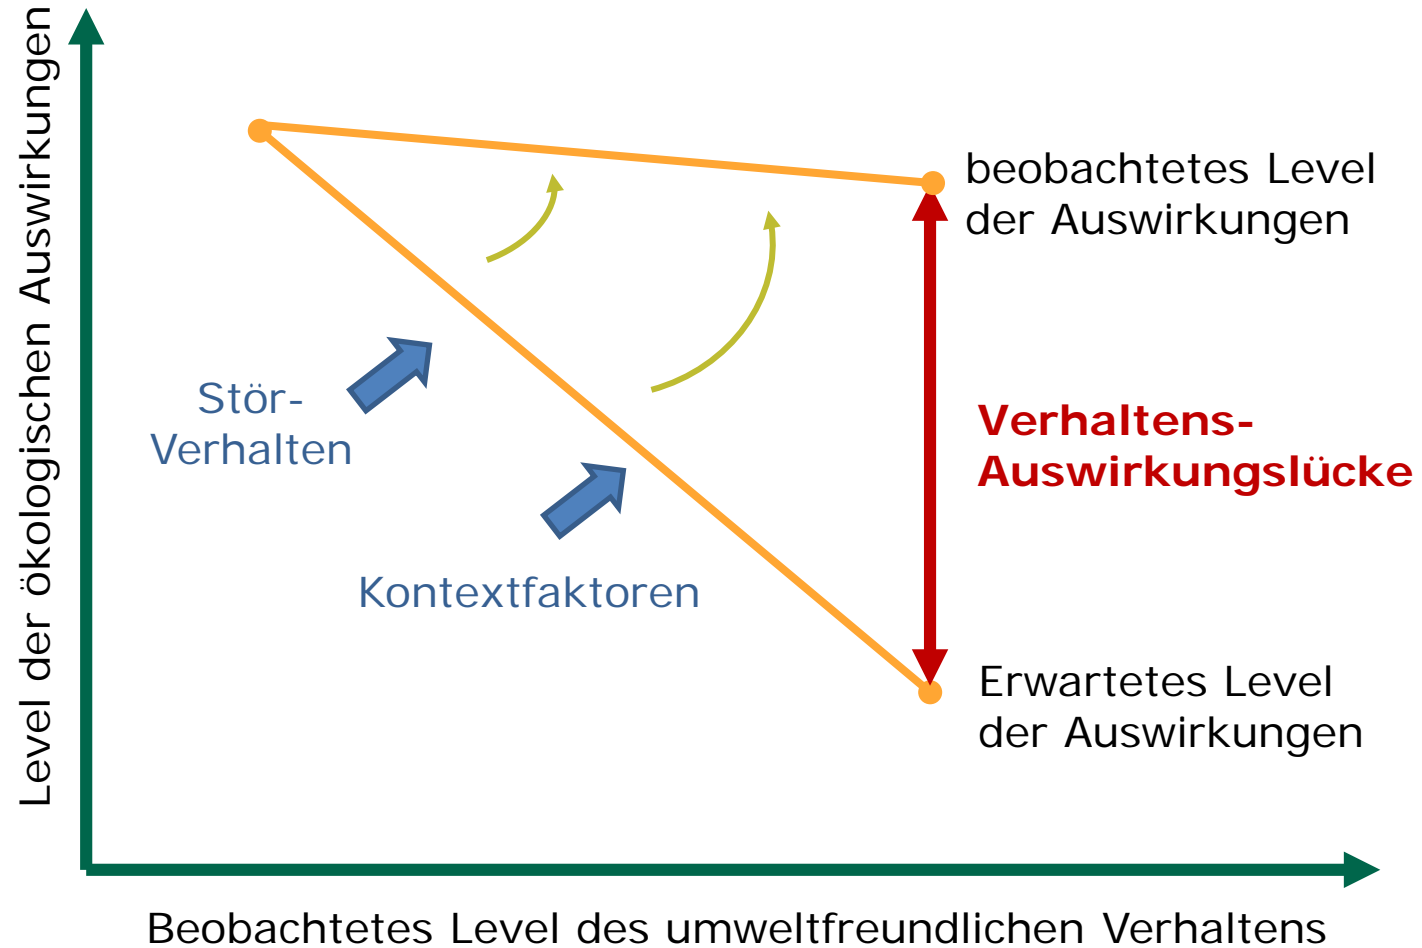 Level der ökologischen Auswirkungen
beobachtetes Level
der Auswirkungen
Stör-
Verhalten
Verhaltens-
Auswirkungslücke
Kontextfaktoren
Erwartetes Level
der Auswirkungen
Beobachtetes Level des umweltfreundlichen Verhaltens